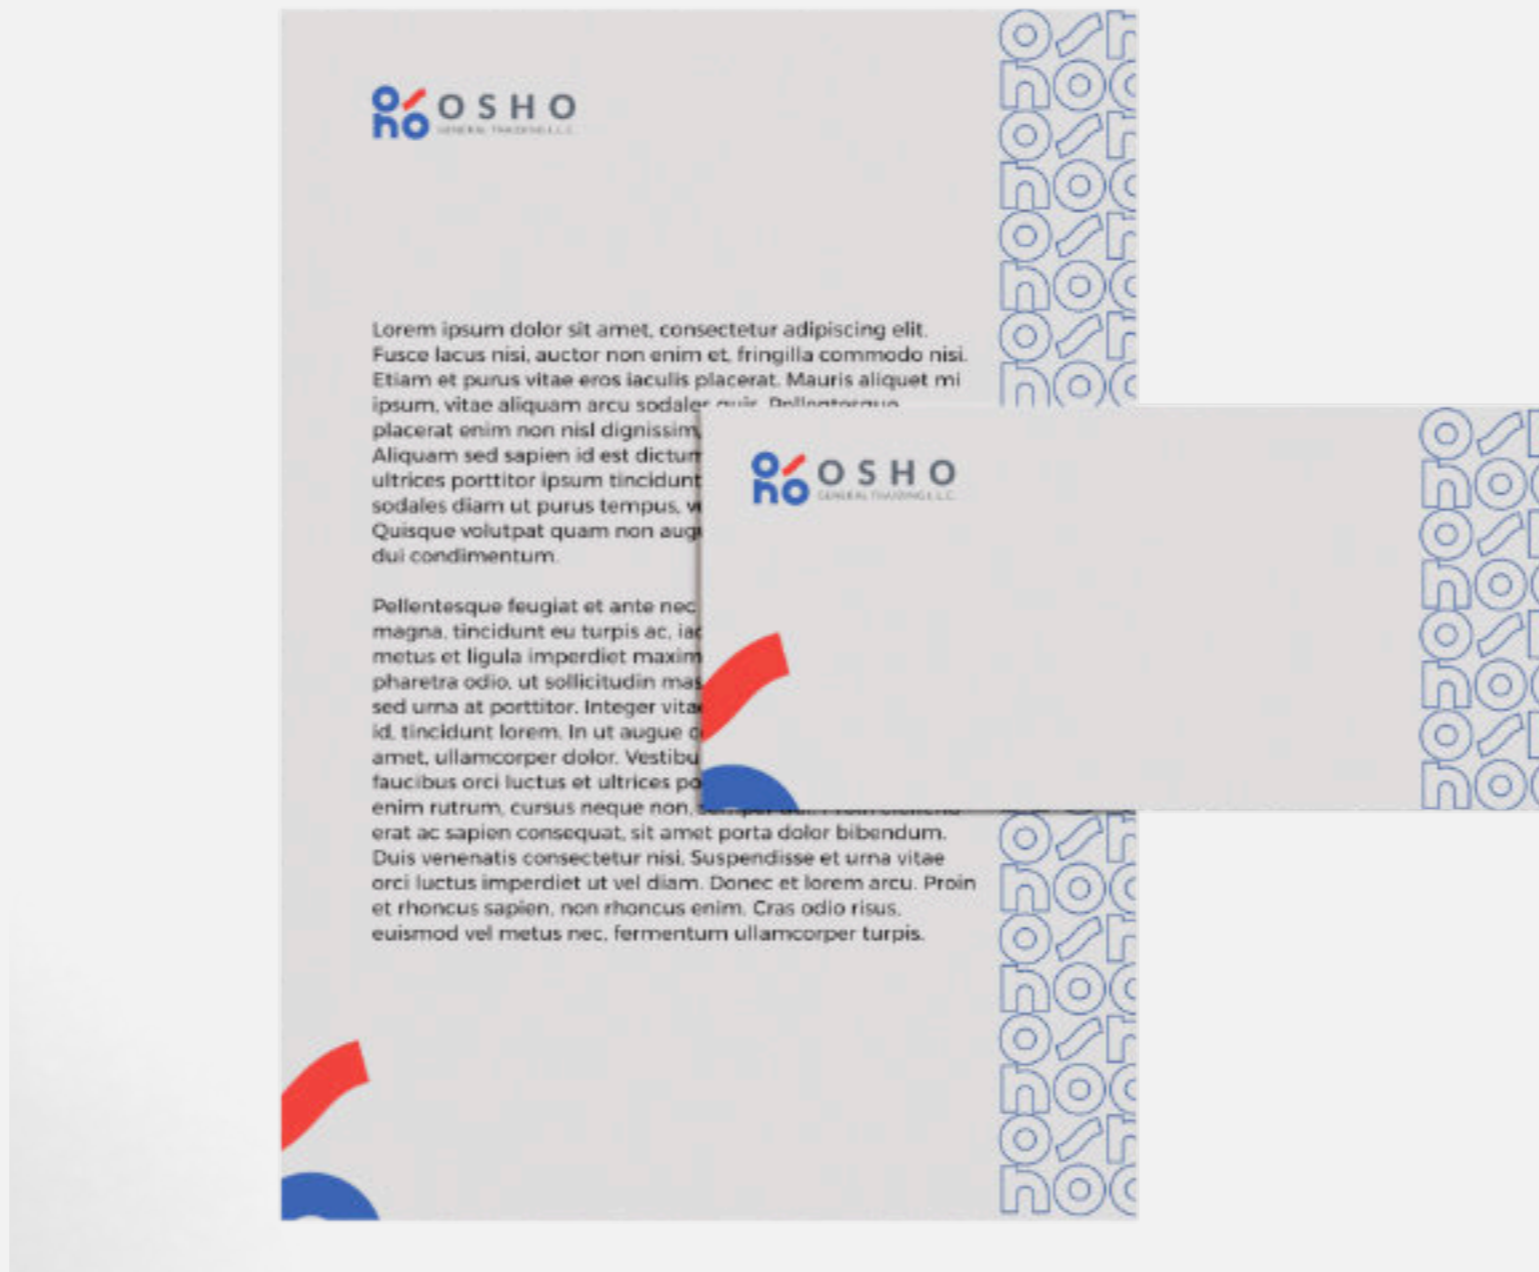 OSHO
GENERAL TRADING L.L.C.
Lorem ipsum dolor sit amet, consectetur adipiscing elit.
Fusce lacus nisi, auctor non enim et, fringilla commodo nisi.
Etiam et purus vitae eros iaculis placerat. Mauris aliquet mi
ipsum, vitae aliquam arcu sodales quis. Pellentesque
placerat enim non nisl dignissim,
Aliquam sed sapien id est dictum
ultrices porttitor ipsum tincidunt
sodales diam ut purus tempus,
Quisque volutpat quam non
dui condimentum.
Pellentesque feugiat et ante nec
magna, tincidunt eu turpis ac,
metus et ligula imperdiet
pharetra odio, ut sollicitudin
sed urna at porttitor. Integer
id, tincidunt lorem. In ut augue
amet, ullamcorper dolor.
faucibus orci luctus et ultrices
enim rutrum, cursus neque non,
erat ac sapien consequat, sit amet porta dolor bibendum.
Duis venenatis consectetur nisi. Suspendisse et urna vitae
orci luctus imperdiet ut vel diam. Donec et lorem arcu. Proin
et rhoncus sapien, non rhoncus enim. Cras odio risus,
euismod vel metus nec, fermentum ullamcorper turpis.
OSHO
GENERAL TRADING L.L.C.